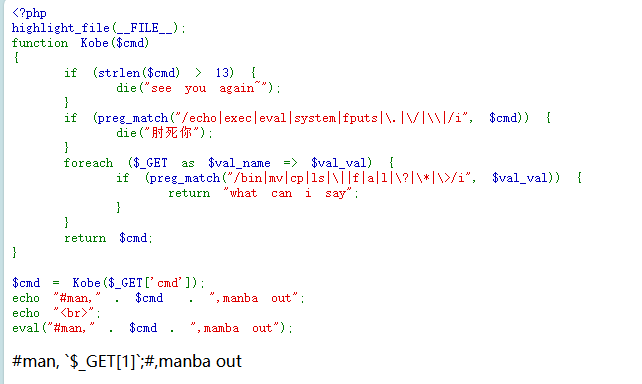 <?php
highlight_file(__FILE__);
function Kobe($cmd)
{
        if (strlen($cmd) > 13) {
                die("see you again~");
        }
        if (preg_match("/echo|exec|eval|system|fputs|\.|\/|\\|/i", $cmd)) {
                die("肘死你");
        }
        foreach ($_GET as $val_name => $val_val) {
                if (preg_match("/bin|mv|cp|ls|\||f|a|l|\?|\*|\>/i", $val_val)) {
                        return "what can i say";
                }
        }
        return $cmd;
}

$cmd = Kobe($_GET['cmd']);
echo "#man," . $cmd . ",manba out";
echo "<br>";
eval("#man," . $cmd . ",mamba out");
#man, `$_GET[1]`;#,manba out